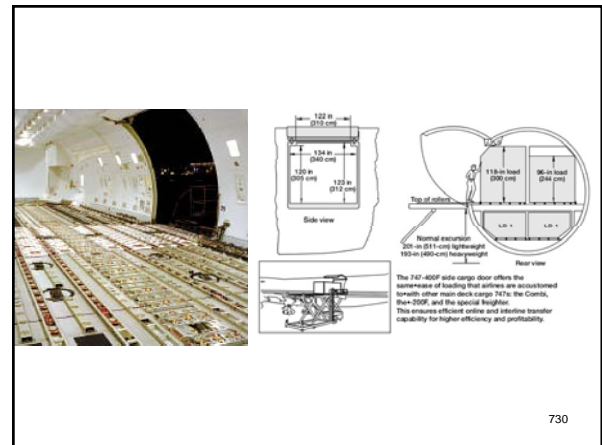 122 in
(310 cm)
134 in
(340 cm)
120 in
(305 cm)
123 in
(312 cm)
Side view
118-in load
(300 cm)
96-in load
(244 cm)
Top of rollers
LD-1
LD-1
Normal excursion
201-in (511-cm) lightweight
193-in (490-cm) heavyweight
Rear view
The 747-400F side cargo door offers the
same•ease of loading that airlines are accustomed
to•with other main deck cargo 747s: the Combi,
the•-200F, and the special freighter.
This ensures efficient online and interline transfer
capability for higher efficiency and profitability.
730